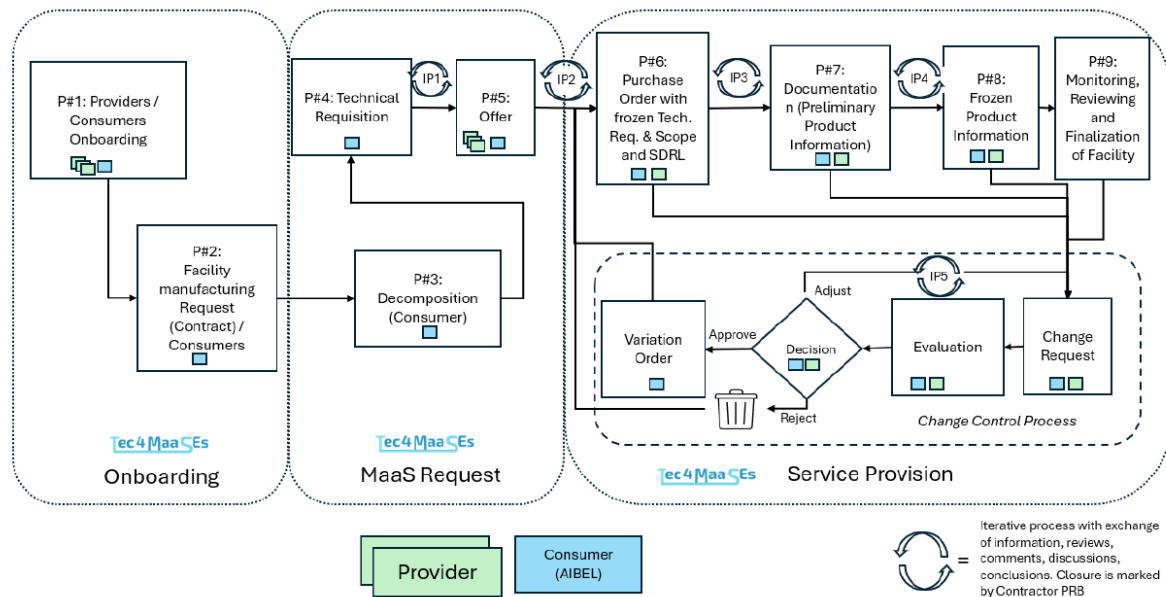 P#1: Providers /
Consumers
Onboarding
P#2:
Facility
manufacturing
Request
(Contract) /
Consumers
Tec4MaaSEs
Onboarding
P#4: Technical
Requisition
IP1
P#5:
Offer
P#3:
Decomposition
(Consumer)
Tec4MaaSEs
MaaS Request
IP2
P#6:
Purchase
Order with
frozen Tech.
Req. & Scope
and SDRL
IP3
P#7:
Documentatio
n (Preliminary
Product
Information)
IP4
P#8:
Frozen
Product
Information
P#9:
Monitoring,
Reviewing
and
Finalization
of Facility
IP5
Adjust
Variation
Order
Approve
Decision
Evaluation
Change
Request
Reject
Change Control Process
Tec4MaaSEs
Service Provision
Provider
Consumer
(AIBEL)
=
Iterative process with exchange
of information, reviews,
comments, discussions,
conclusions. Closure is marked
by Contractor PRB